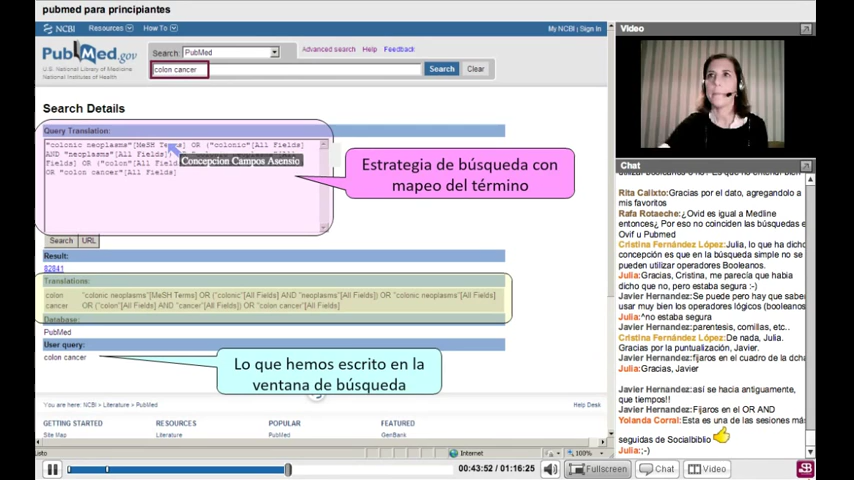 pubmed para principiantes
NCBI Resources How To My NCBI | Sign In
PubMed.gov
U.S. National Library of Medicine
National Institutes of Health
Search: PubMed
Advanced search Help Feedback
colon cancer Search Clear
Search Details
Query Translation:
"colonic neoplasms"[MeSH Terms] OR ("colonic"[All Fields]
AND "neoplasms"[All Fields])
Fields] OR ("colon"[All
OR "colon cancer"[All Fields]
Concepcion Campos Asensio
Estrategia de búsqueda con
mapeo del término
Search URL
Result:
82841
Translations:
colon "colonic neoplasms"[MeSH Terms] OR ("colonic"[All Fields] AND "neoplasms"[All Fields]) OR "colonic neoplasms"[All Fields]
cancer OR ("colon"[All Fields] AND "cancer"[All Fields]) OR "colon cancer"[All Fields]
Database:
PubMed
User query:
colon cancer
Lo que hemos escrito en la
ventana de búsqueda
You are here: NCBI > Literature > PubMed Help Desk
GETTING STARTED RESOURCES POPULAR FEATURED
Site Map Literature PubMed GenBank
Listo Internet 100%
00:43:52 / 01:16:25 Fullscreen Chat Video
Video
Chat
Rita Calixto:Gracias por el dato, agregandolo a
mis favoritos
Rafa Rotaeche:¿Ovid es igual a Medline
entonces¿ Por eso no coinciden las búsquedas en
Ovif u Pubmed
Cristina Fernández López:Julia, lo que ha dicho
concepción es que en la búsqueda simple no se
pueden utilizar operadores Booleanos.
Julia:Gracias, Cristina, me parecía que habia
dicho que no, pero estaba seguro :-)
Javier Hernandez:Se puede pero hay que saber
usar muy bien los operadores lógicos (booleanos)
Julia:^no estaba segura
Javier Hernandez:parentesis, comillas, etc..
Cristina Fernández López:De nada, Julia.
Gracias por la puntualización, Javier.
Javier Hernandez:fijaros en el cuadro de la dcha
Julia:Gracias, Javier
Javier Hernandez:así se hacia antiguamente,
que tiempos!!
Javier Hernandez:Fijaros en el OR AND
Yolanda Corral:Esta es una de las sesiones más
seguidas de Socialbiblio
Julia:;-)
SB